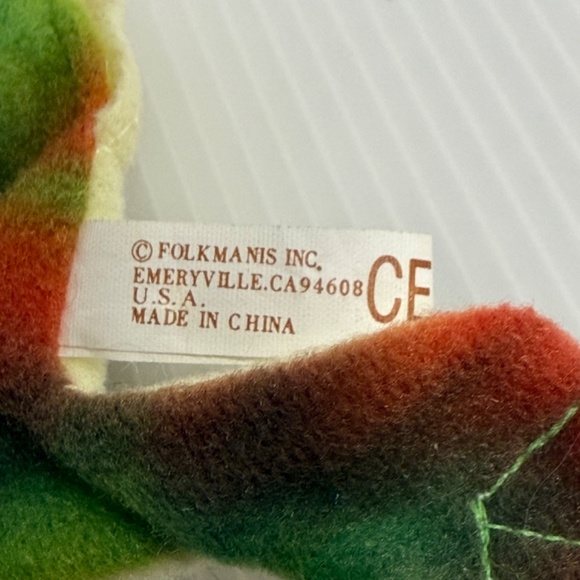 © FOLKMANIS INC.
EMERYVILLE.CA94608
U.S.A.
MADE IN CHINA
CE